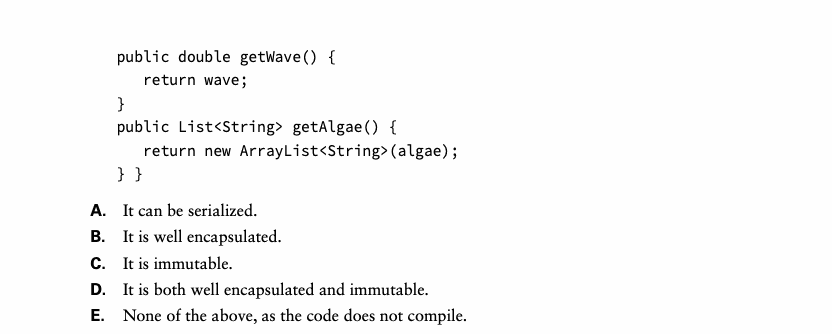 public double getWave() {
return wave;
}
public List<String> getAlgae() {
return new ArrayList<String>(algae);
} }
A. It can be serialized.
B. It is well encapsulated.
C. It is immutable.
D. It is both well encapsulated and immutable.
E. None of the above, as the code does not compile.